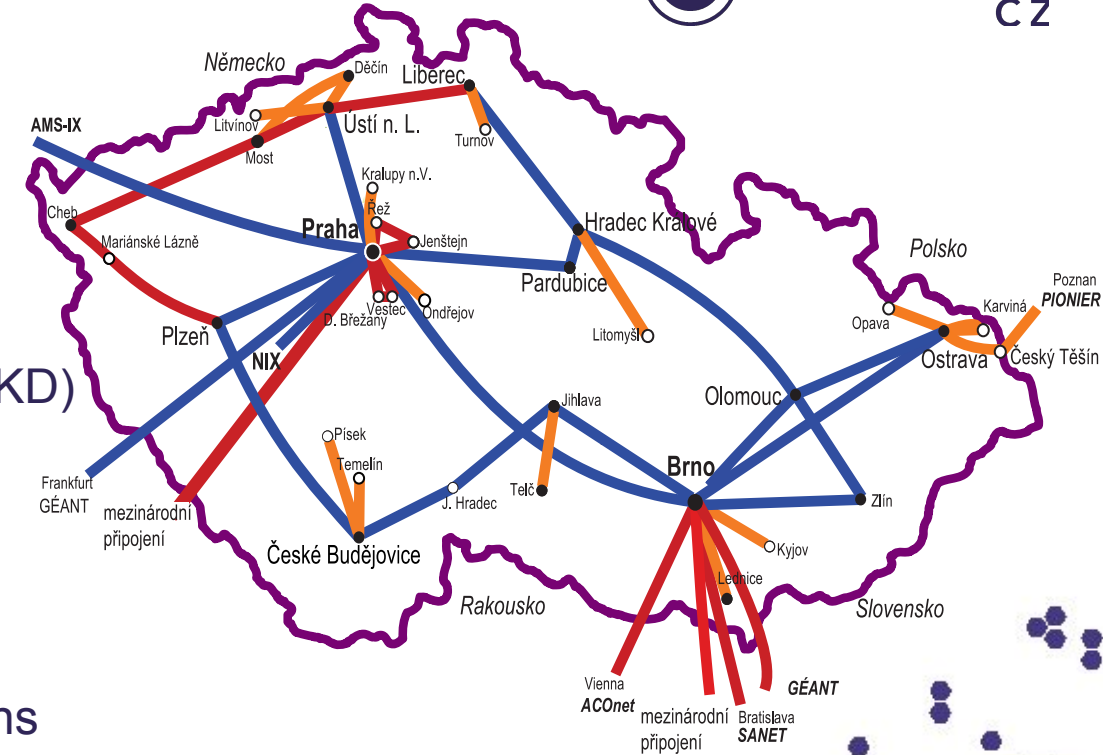 CZ
Německo
Děčín
Liberec
AMS-IX
Litvínov
Ústí n. L.
Most
Turnov
Kralupy n.V.
Řež
Cheb
Praha
Jenštejn
Hradec Králové
Mariánské Lázně
Pardubice
Polsko
Poznan
PIONIER
Karviná
Opava
Vestec
Ondřejov
D. Břežany
Plzeň
Litomyšl
Ostrava
Český Těšín
NIX
KD)
Olomouc
Jihlava
Písek
Temelín
Brno
Frankfurt
GÉANT
Telč
J. Hradec
Zlín
mezinárodní
připojení
České Budějovice
Kyjov
Lednice
Rakousko
Slovensko
Vienna
ACOnet
GÉANT
mezinárodní
připojení
Bratislava
SANET
ns